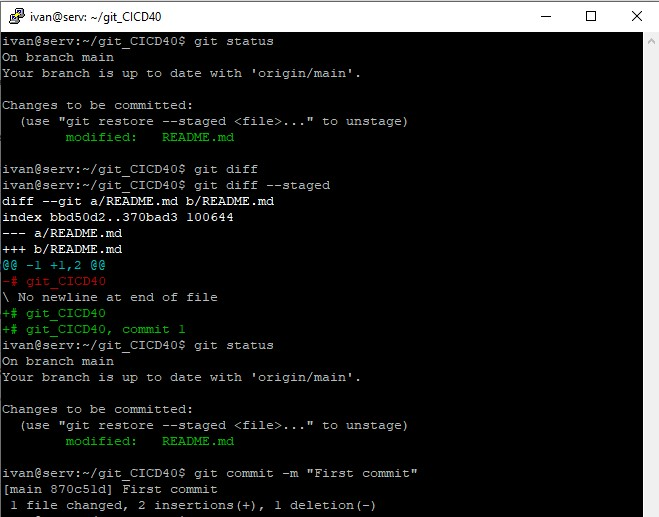 ivan@serv: ~/git_CICD40
ivan@serv:~/git_CICD40$ git status
On branch main
Your branch is up to date with 'origin/main'.
Changes to be committed:
  (use "git restore --staged <file>..." to unstage)
        modified:   README.md
ivan@serv:~/git_CICD40$ git diff
ivan@serv:~/git_CICD40$ git diff --staged
diff --git a/README.md b/README.md
index bbd50d2..370bad3 100644
--- a/README.md
+++ b/README.md
@@ -1 +1,2 @@
-# git_CICD40
\ No newline at end of file
+# git_CICD40
+# git_CICD40, commit 1
ivan@serv:~/git_CICD40$ git status
On branch main
Your branch is up to date with 'origin/main'.
Changes to be committed:
  (use "git restore --staged <file>..." to unstage)
        modified:   README.md
ivan@serv:~/git_CICD40$ git commit -m "First commit"
[main 870c51d] First commit
 1 file changed, 2 insertions(+), 1 deletion(-)